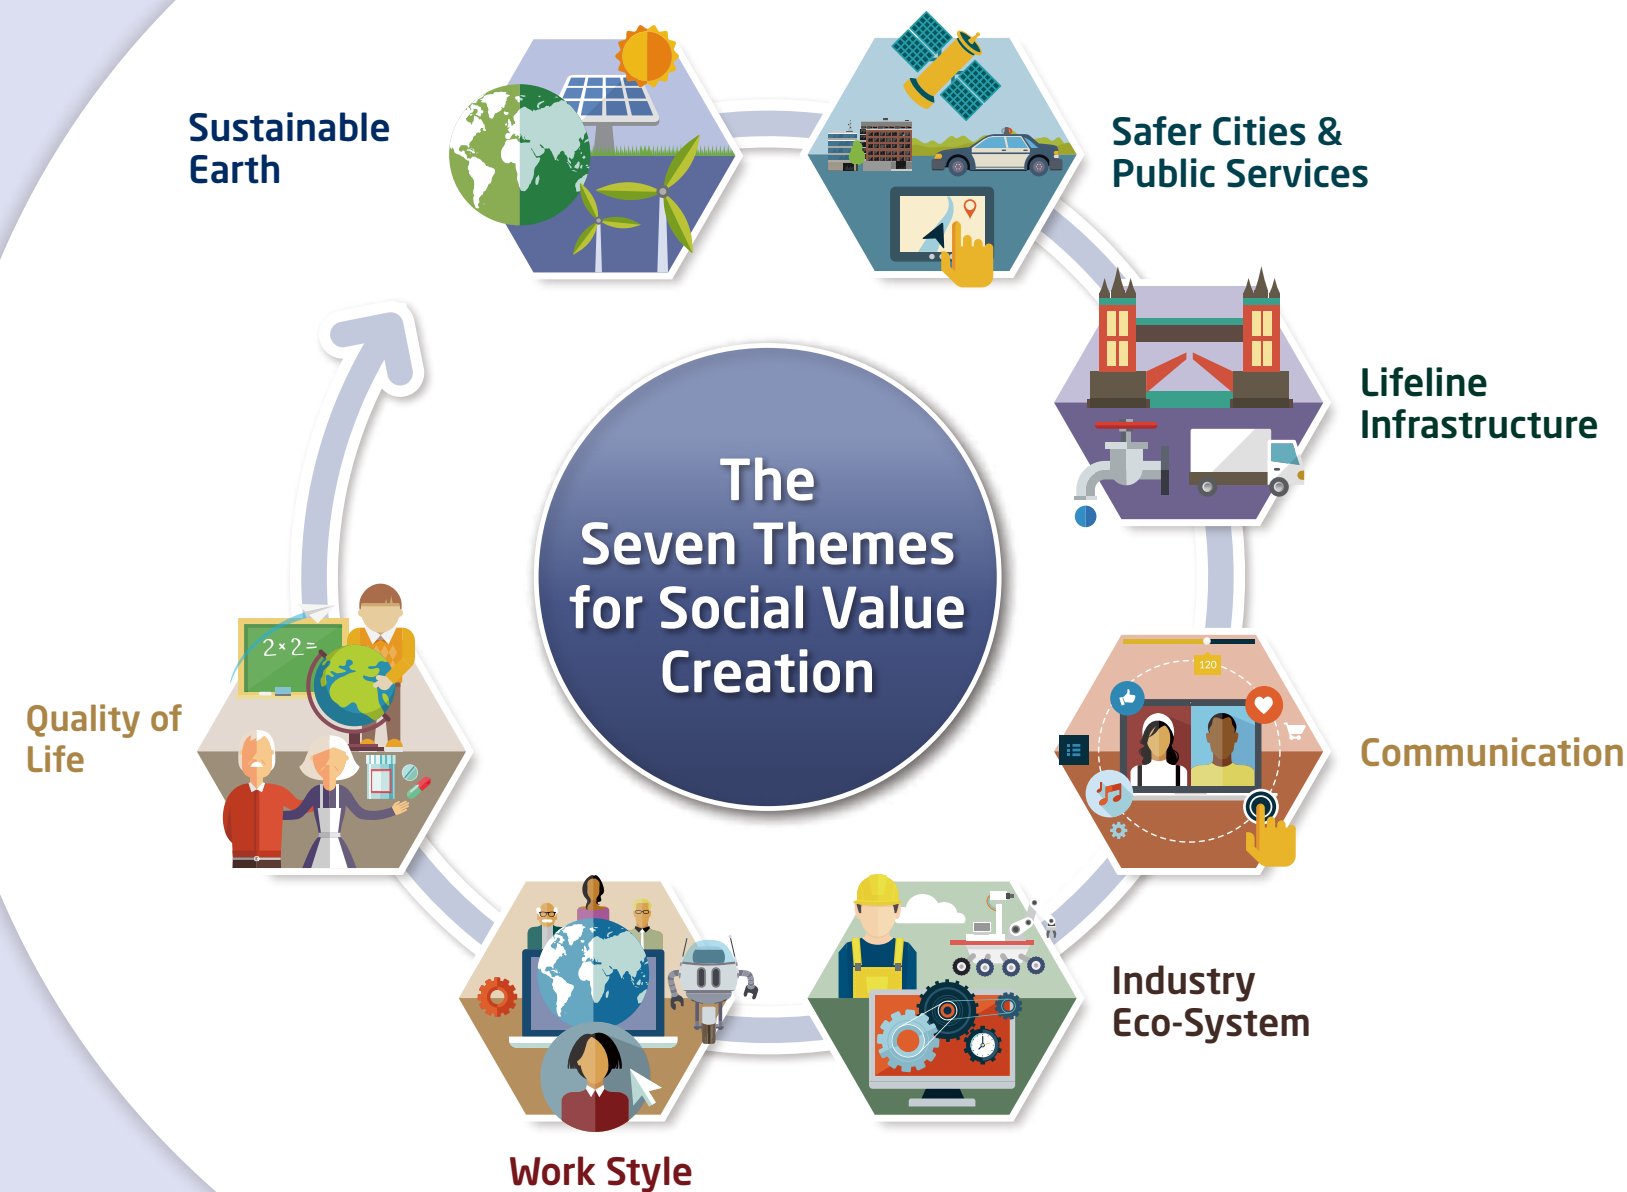 Sustainable
Earth
Safer Cities &
Public Services
Lifeline
Infrastructure
The
Seven Themes
for Social Value
Creation
2×2=
120
Quality of
Life
Communication
Industry
Eco-System
Work Style